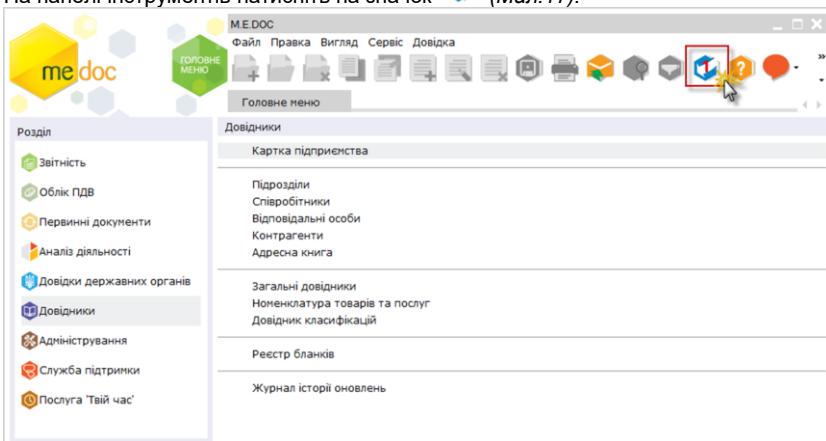 На панелі інструментів натисніть на значок (Мал.11).
M.E.DOC
Файл Правка Вигляд Сервіс Довідка
me doc
ГОЛОВНЕ
МЕНЮ
Головне меню
Розділ
Довідники
Картка підприємства
Звітність
Підрозділи
Облік ПДВ
Співробітники
Відповідальні особи
Первинні документи
Контрагенти
Аналіз діяльності
Адресна книга
Довідки державних органів
Загальні довідники
Номенклатура товарів та послуг
Довідники
Довідник класифікацій
Адміністрування
Реєстр бланків
Служба підтримки
Журнал історії оновлень
Послуга 'Твій час'